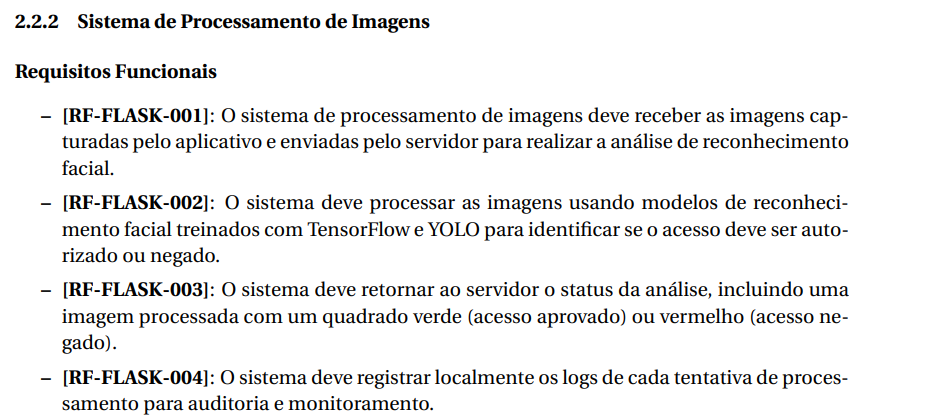 2.2.2 Sistema de Processamento de Imagens
Requisitos Funcionais
– [RF-FLASK-001]: O sistema de processamento de imagens deve receber as imagens cap-
turadas pelo aplicativo e enviadas pelo servidor para realizar a análise de reconhecimento
facial.
– [RF-FLASK-002]: O sistema deve processar as imagens usando modelos de reconheci-
mento facial treinados com TensorFlow e YOLO para identificar se o acesso deve ser auto-
rizado ou negado.
– [RF-FLASK-003]: O sistema deve retornar ao servidor o status da análise, incluindo uma
imagem processada com um quadrado verde (acesso aprovado) ou vermelho (acesso ne-
gado).
– [RF-FLASK-004]: O sistema deve registrar localmente os logs de cada tentativa de proces-
samento para auditoria e monitoramento.